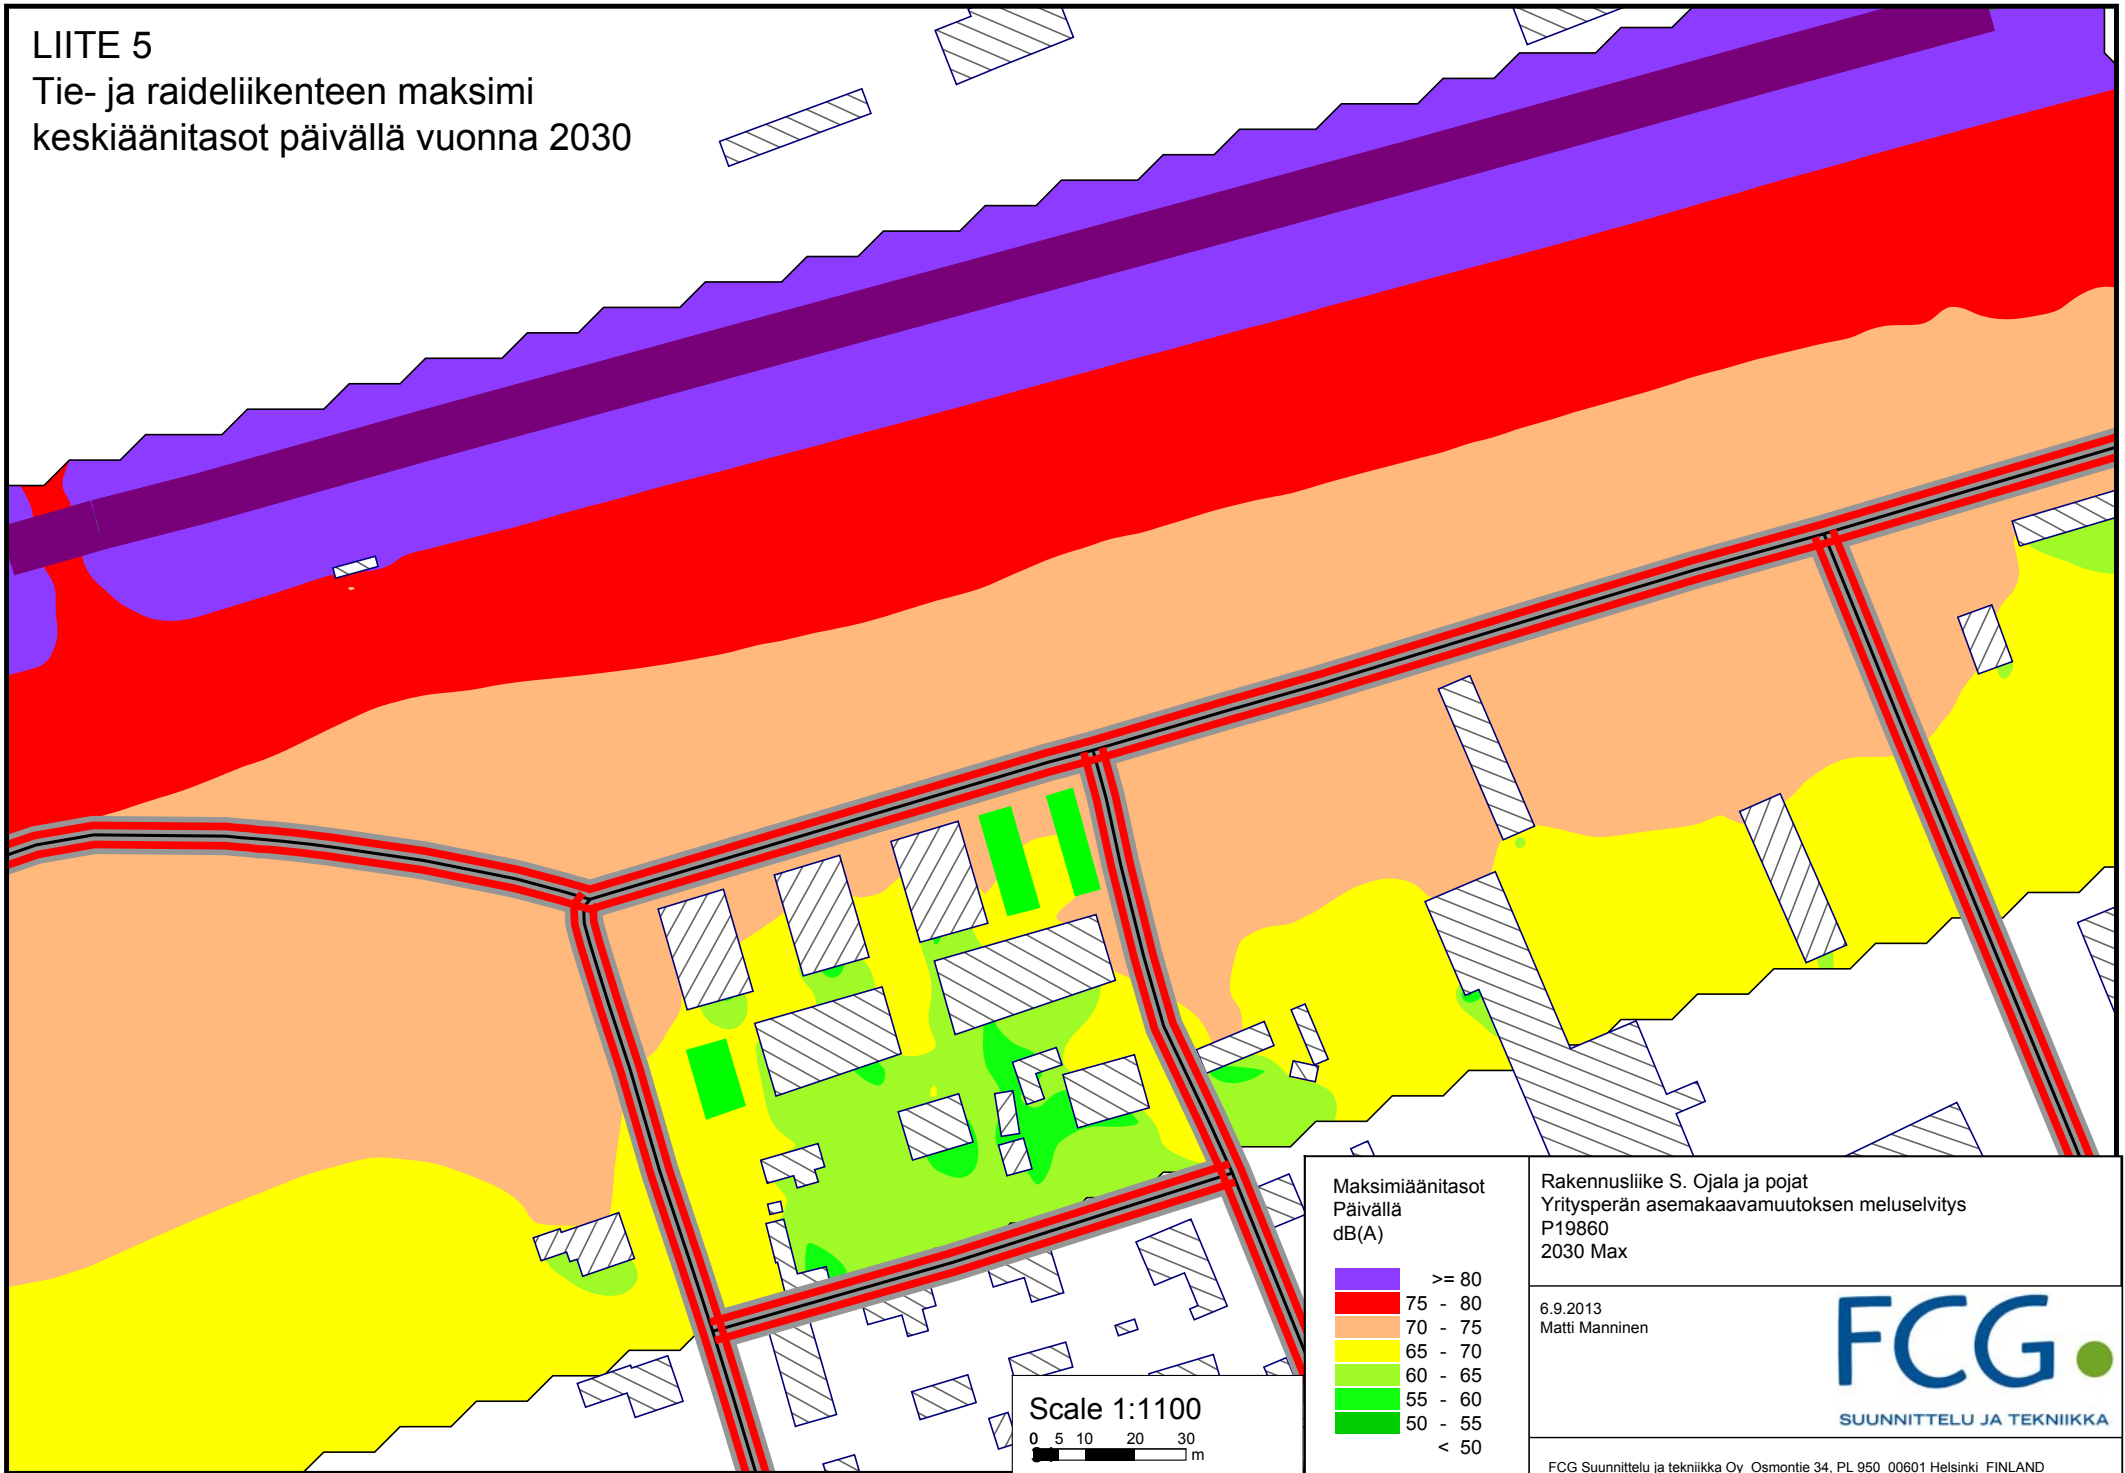 LIITE 5
Tie- ja raideliikenteen maksimi
keskiäänitasot päivällä vuonna 2030
Maksimiäänitasot
Päivällä
dB(A)
>= 80
75 - 80
70 - 75
65 - 70
60 - 65
55 - 60
50 - 55
< 50
Scale 1:1100
0 5 10 20 30
m
Rakennusliike S. Ojala ja pojat
Yritysperän asemakaavamuutoksen meluselvitys
P19860
2030 Max
6.9.2013
Matti Manninen
FCG
SUUNNITTELU JA TEKNIIKKA
FCG Suunnittelu ja tekniikka Oy Osmontie 34, PL 950 00601 Helsinki FINLAND